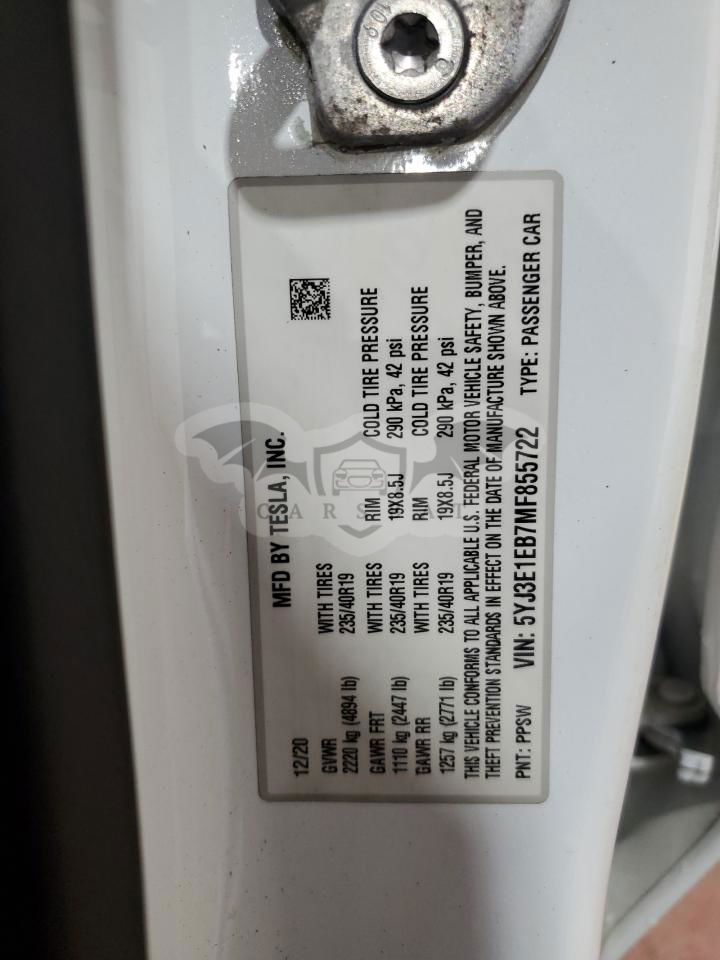 MFD BY TESLA, INC.
12/20
GVWR WITH TIRES
2220 kg (4894 lb) 235/40R19
GAWR FRT WITH TIRES RIM COLD TIRE PRESSURE
1110 kg (2447 lb) 235/40R19 19X8.5J 290 kPa, 42 psi
GAWR RR WITH TIRES RIM COLD TIRE PRESSURE
1257 kg (2771 lb) 235/40R19 19X8.5J 290 kPa, 42 psi
THIS VEHICLE CONFORMS TO ALL APPLICABLE U.S. FEDERAL MOTOR VEHICLE SAFETY, BUMPER, AND
THEFT PREVENTION STANDARDS IN EFFECT ON THE DATE OF MANUFACTURE SHOWN ABOVE.
PNT: PPSW VIN: 5YJ3E1EB7MF855722 TYPE: PASSENGER CAR